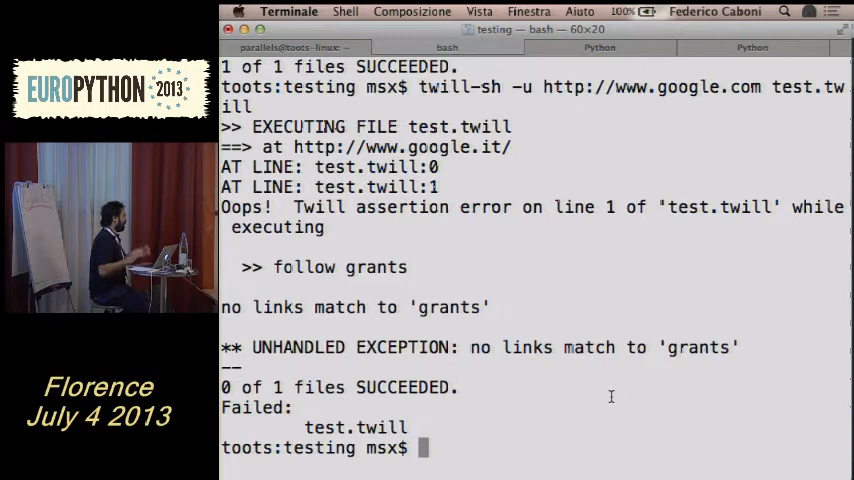 Terminale Shell Composizione Vista Finestra Aiuto 100% Federico Caboni
testing — bash — 60×20
parallels@toots-linux: ~ bash Python Python
1 of 1 files SUCCEEDED.
toots:testing msx$ twill-sh -u http://www.google.com test.tw
ill
>> EXECUTING FILE test.twill
==> at http://www.google.it/
AT LINE: test.twill:0
AT LINE: test.twill:1
Oops!  Twill assertion error on line 1 of 'test.twill' while
executing
>> follow grants
no links match to 'grants'
** UNHANDLED EXCEPTION: no links match to 'grants'
--
0 of 1 files SUCCEEDED.
Failed:
test.twill
toots:testing msx$
EUROPYTHON 2013
Florence
July 4 2013